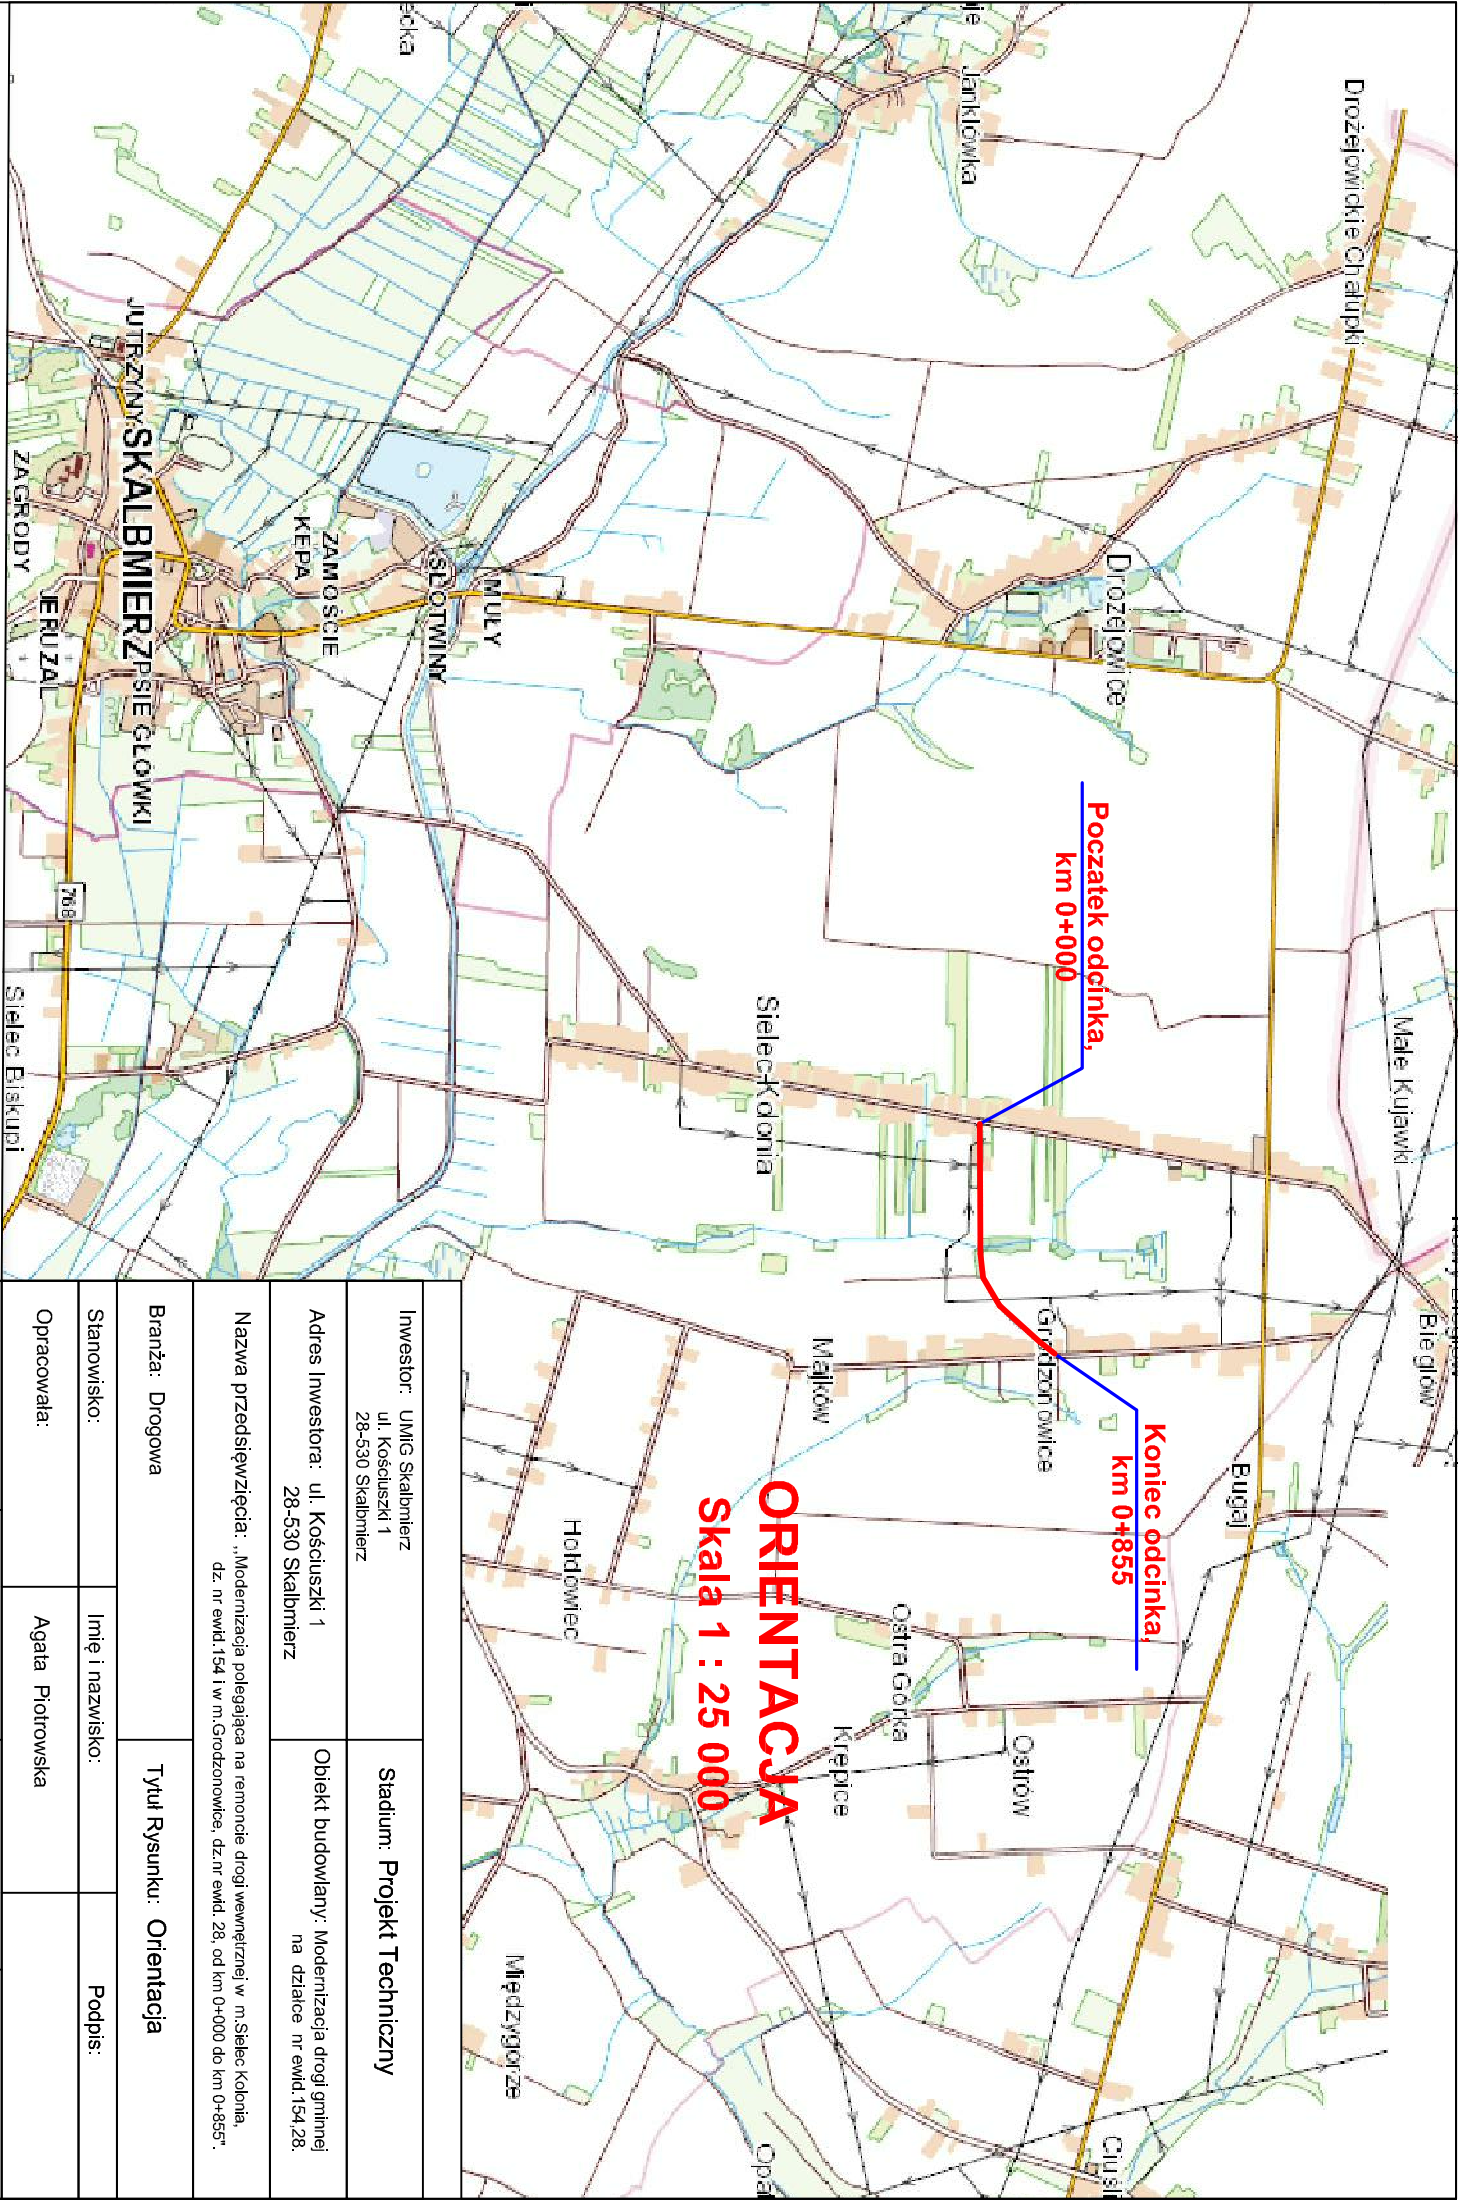 Drożejowickie Chałupki
Małe Kujawki
Biegłów
Janklówka
Drożejowice
Początek odcinka,
km 0+000
Grodzonowice
Koniec odcinka,
km 0+855
Bugaj
Sielec-Kolonia
Majków
ORIENTACJA
Skala 1 : 25 000
Ostra Górka
Ostrów
Krępice
Hołdowiec
Międzygórze
MUŁY
SŁOTWINY
ZAMOŚCIE
KĘPA
JUTRZYNY
SKALBMIERZ
PSIE GŁÓWKI
ZAGRODY
JERUZAL
768
Sielec Biskupi
Inwestor: UMiG Skalbmierz
ul. Kościuszki 1
28-530 Skalbmierz
Stadium: Projekt Techniczny
Adres Inwestora: ul. Kościuszki 1
28-530 Skalbmierz
Obiekt budowlany: Modernizacja drogi gminnej
na działce nr ewid.154,28.
Nazwa przedsięwzięcia: ,,Modernizacja polegająca na remoncie drogi wewnętrznej w m.Sielec Kolonia,
dz. nr ewid.154 i w m.Grodzonowice, dz.nr ewid. 28, od km 0+000 do km 0+855".
Branża: Drogowa
Tytuł Rysunku: Orientacja
Stanowisko:
Imię i nazwisko:
Podpis:
Opracowała:
Agata Piotrowska